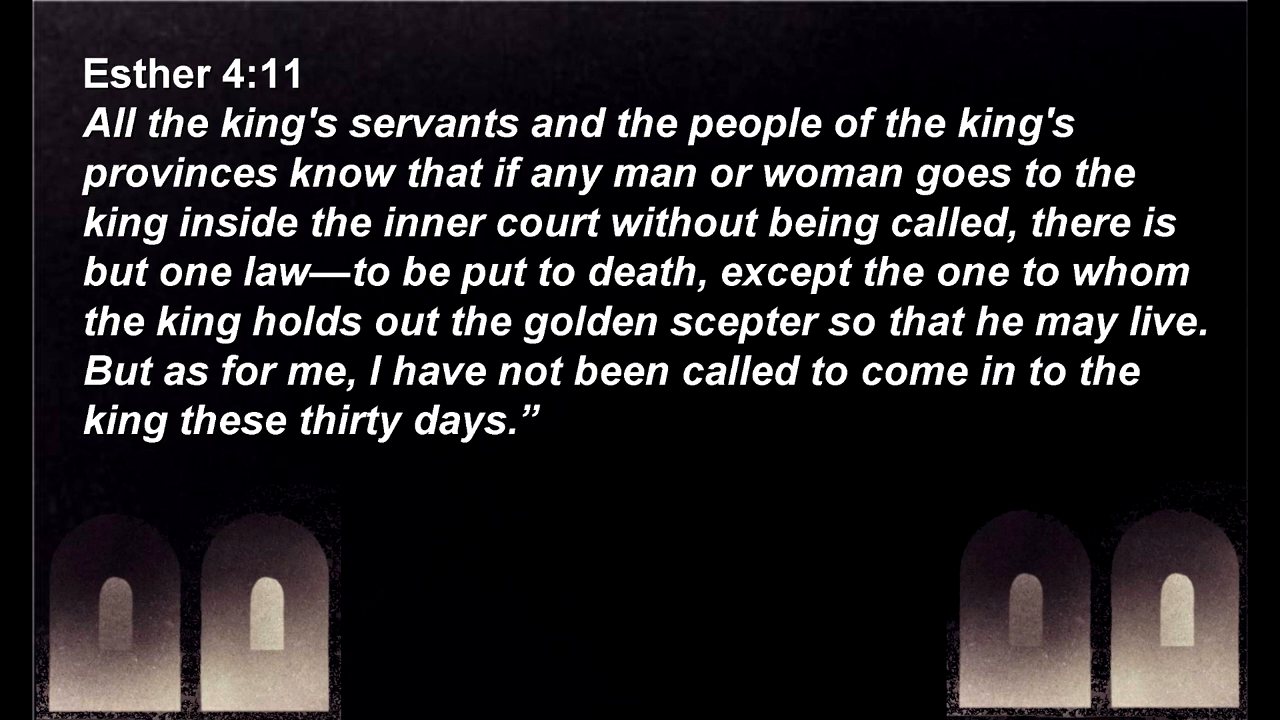 Esther 4:11
All the king's servants and the people of the king's
provinces know that if any man or woman goes to the
king inside the inner court without being called, there is
but one law—to be put to death, except the one to whom
the king holds out the golden scepter so that he may live.
But as for me, I have not been called to come in to the
king these thirty days.”